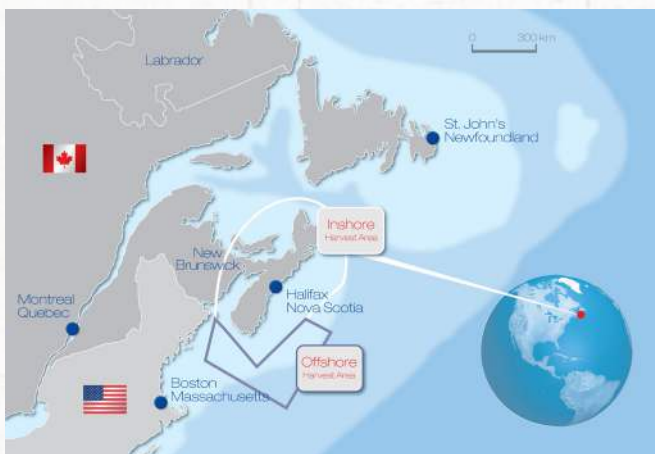 Labrador
0 300 km
St. John's
Newfoundland
Inshore
Harvest Area
New
Brunswick
Halifax
Nova Scotia
Montreal
Quebec
Offshore
Harvest Area
Boston
Massachusetts